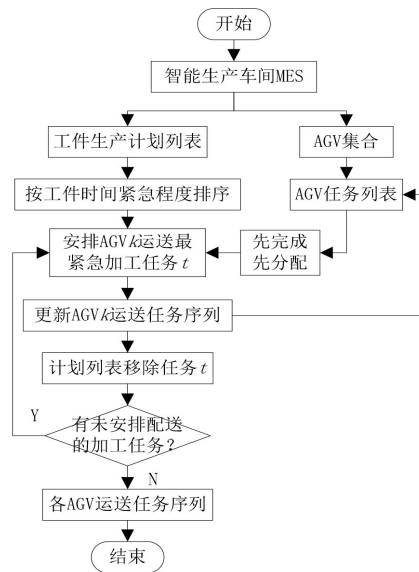 开始
智能生产车间MES
工件生产计划列表
AGV集合
按工件时间紧急程度排序
AGV任务列表
安排AGVk运送最
紧急加工任务t
先完成
先分配
更新AGVk运送任务序列
计划列表移除任务t
Y
有未安排配送
的加工任务？
N
各AGV运送任务序列
结束